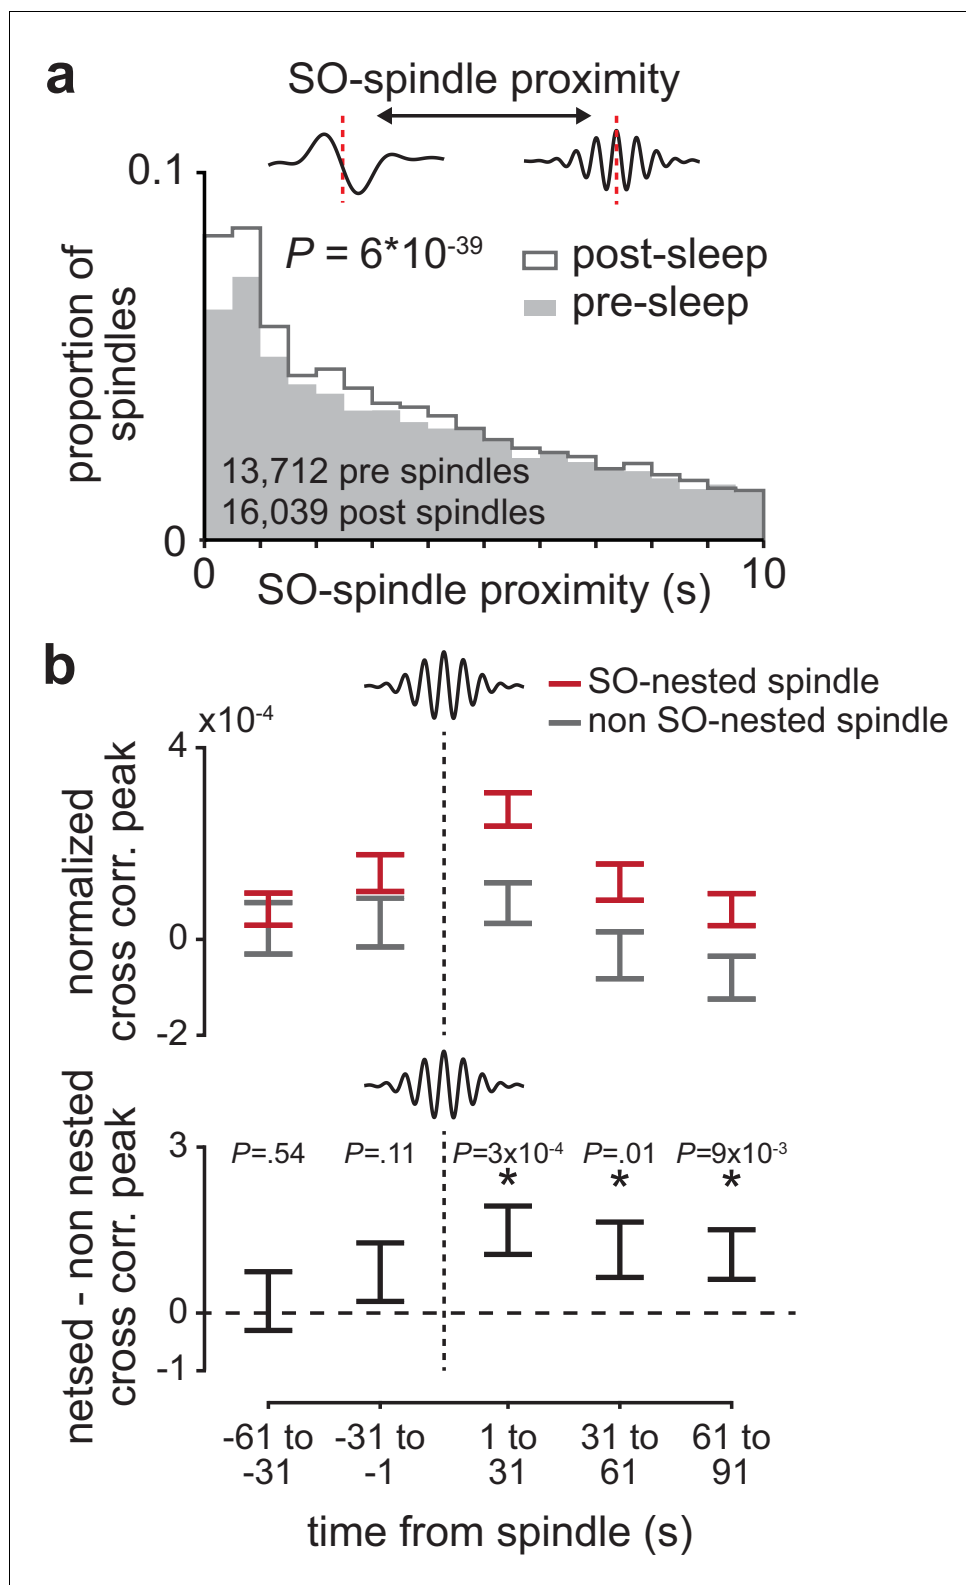 a
SO-spindle proximity
0.1
P = 6*10-39
post-sleep
pre-sleep
proportion of
spindles
13,712 pre spindles
16,039 post spindles
0
0
10
SO-spindle proximity (s)
b
SO-nested spindle
non SO-nested spindle
x10-4
4
0
-2
normalized
cross corr. peak
P=.54
P=.11
P=3x10-4
P=.01
P=9x10-3
* * *
3
0
-1
netsed - non nested
cross corr. peak
-61 to
-31
-31 to
-1
1 to
31
31 to
61
61 to
91
time from spindle (s)